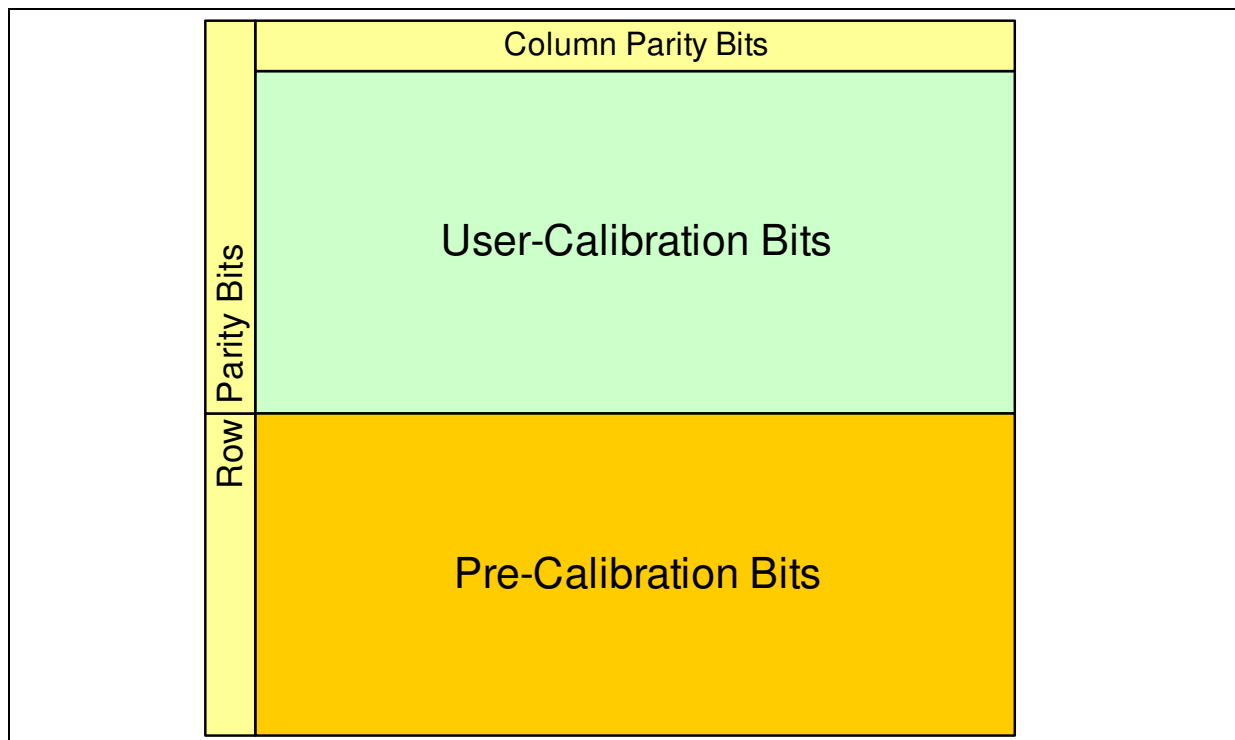 Column Parity Bits
User-Calibration Bits
Row Parity Bits
Pre-Calibration Bits